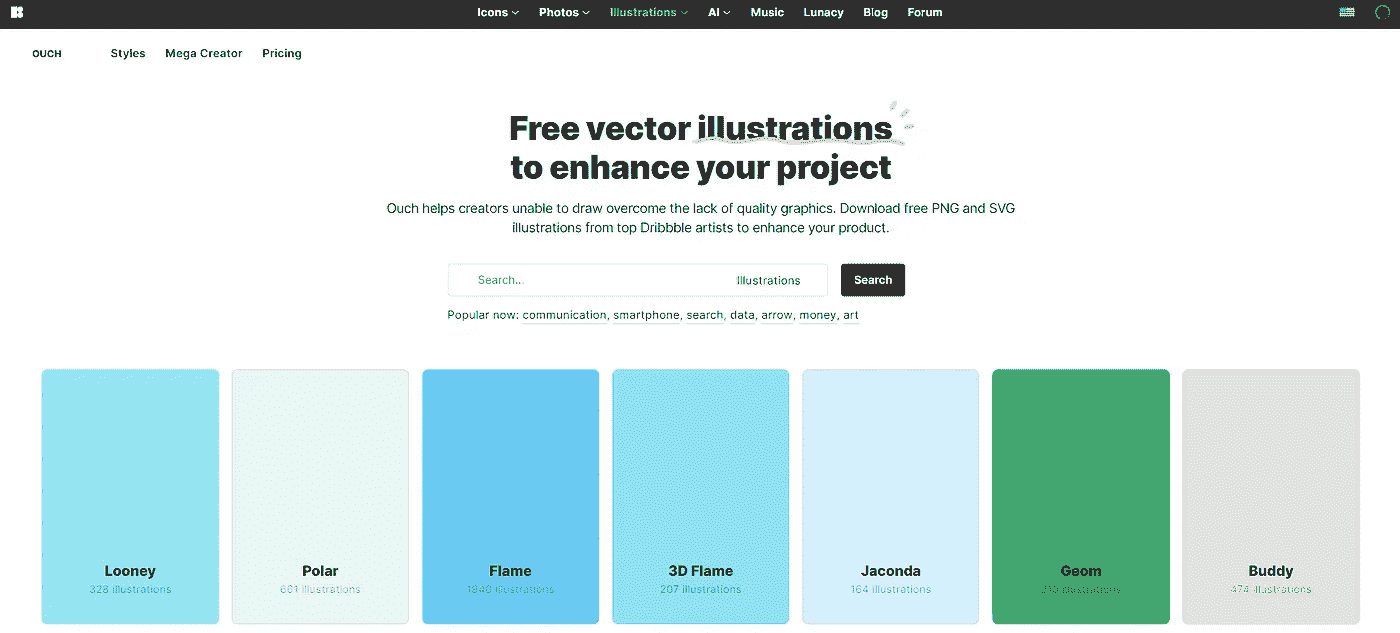 Icons Photos Illustrations AI Music Lunacy Blog Forum
OUCH Styles Mega Creator Pricing
Free vector illustrations
to enhance your project
Ouch helps creators unable to draw overcome the lack of quality graphics. Download free PNG and SVG
illustrations from top Dribbble artists to enhance your product.
Search... Illustrations Search
Popular now: communication, smartphone, search, data, arrow, money, art
Looney Polar Flame 3D Flame Jaconda Geom Buddy
328 illustrations 661 illustrations 1940 illustrations 207 illustrations 164 illustrations illustrations 474 illustrations